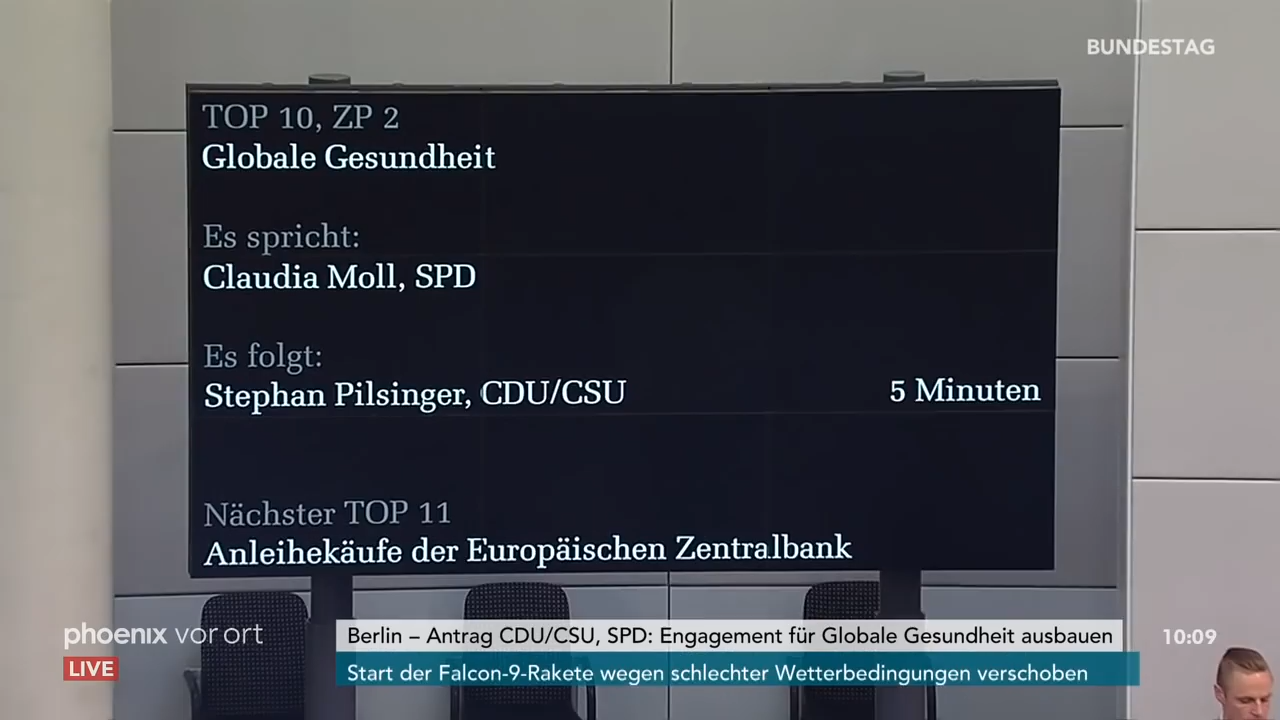 BUNDESTAG
TOP 10, ZP 2
Globale Gesundheit
Es spricht:
Claudia Moll, SPD
Es folgt:
Stephan Pilsinger, CDU/CSU 5 Minuten
Nächster TOP 11
Anleihekäufe der Europäischen Zentralbank
phoenix vor ort
LIVE
Berlin – Antrag CDU/CSU, SPD: Engagement für Globale Gesundheit ausbauen
10:09
Start der Falcon-9-Rakete wegen schlechter Wetterbedingungen verschoben